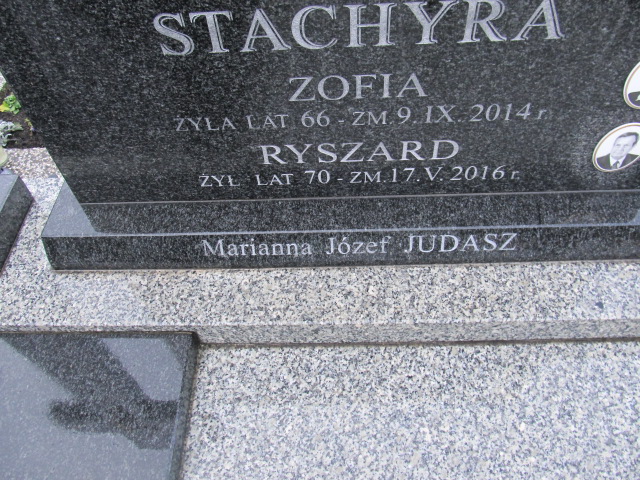 STACHYRA
ZOFIA
ŻYŁA LAT 66 - ZM. 9. IX. 2014 r.
RYSZARD
ŻYŁ LAT 70 - ZM. 17. V. 2016 r.
Marianna Józef JUDASZ